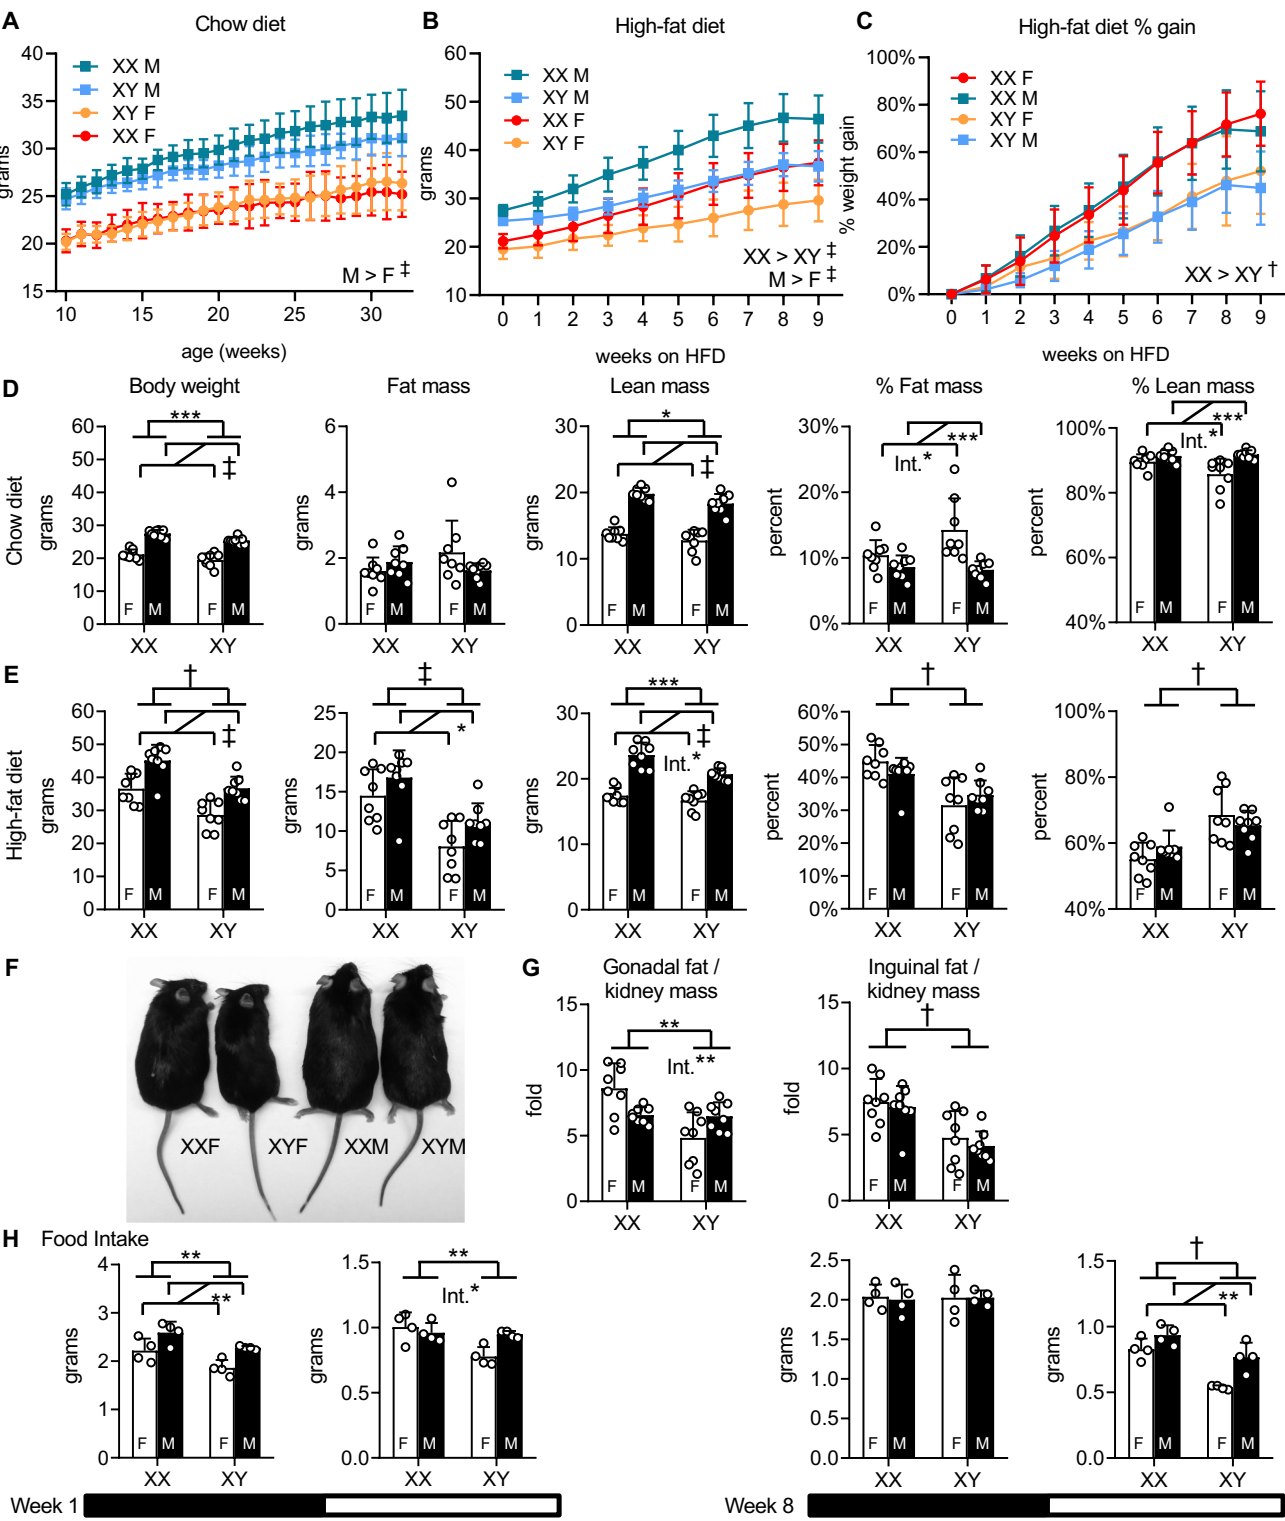 A
Chow diet
40
35
30
25
20
15
grams
XX M
XY M
XY F
XX F
M > F ‡
10
15
20
25
30
age (weeks)
B
High-fat diet
60
50
40
30
20
10
grams
XX M
XY M
XX F
XY F
XX > XY ‡
M > F ‡
0 1 2 3 4 5 6 7 8 9
weeks on HFD
C
High-fat diet % gain
100%
80%
60%
40%
20%
0%
% weight gain
XX F
XX M
XY F
XY M
XX > XY †
0 1 2 3 4 5 6 7 8 9
weeks on HFD
D
Chow diet
Body weight
60
50
40
30
20
10
0
grams
***
‡
F M F M
XX XY
Fat mass
6
4
2
0
grams
F M F M
XX XY
Lean mass
30
20
10
0
grams
*
‡
F M F M
XX XY
% Fat mass
30%
20%
10%
0%
percent
***
Int.*
F M F M
XX XY
% Lean mass
100%
80%
60%
40%
percent
***
Int.*
F M F M
XX XY
E
High-fat diet
60
50
40
30
20
10
0
grams
†
‡
F M F M
XX XY
25
20
15
10
5
0
grams
‡
*
F M F M
XX XY
30
20
10
0
grams
***
‡
Int.*
F M F M
XX XY
60%
50%
40%
30%
20%
10%
0%
percent
†
F M F M
XX XY
100%
80%
60%
40%
percent
†
F M F M
XX XY
F
XXF
XYF
XXM
XYM
G
Gonadal fat /
kidney mass
15
10
5
0
fold
**
Int.**
F M F M
XX XY
Inguinal fat /
kidney mass
15
10
5
0
fold
†
F M F M
XX XY
H
Food Intake
4
3
2
1
0
grams
**
**
F M F M
XX XY
1.5
1.0
0.5
0.0
grams
**
Int.*
F M F M
XX XY
2.5
2.0
1.5
1.0
0.5
0.0
grams
F M F M
XX XY
1.5
1.0
0.5
0.0
grams
†
**
F M F M
XX XY
Week 1
Week 8